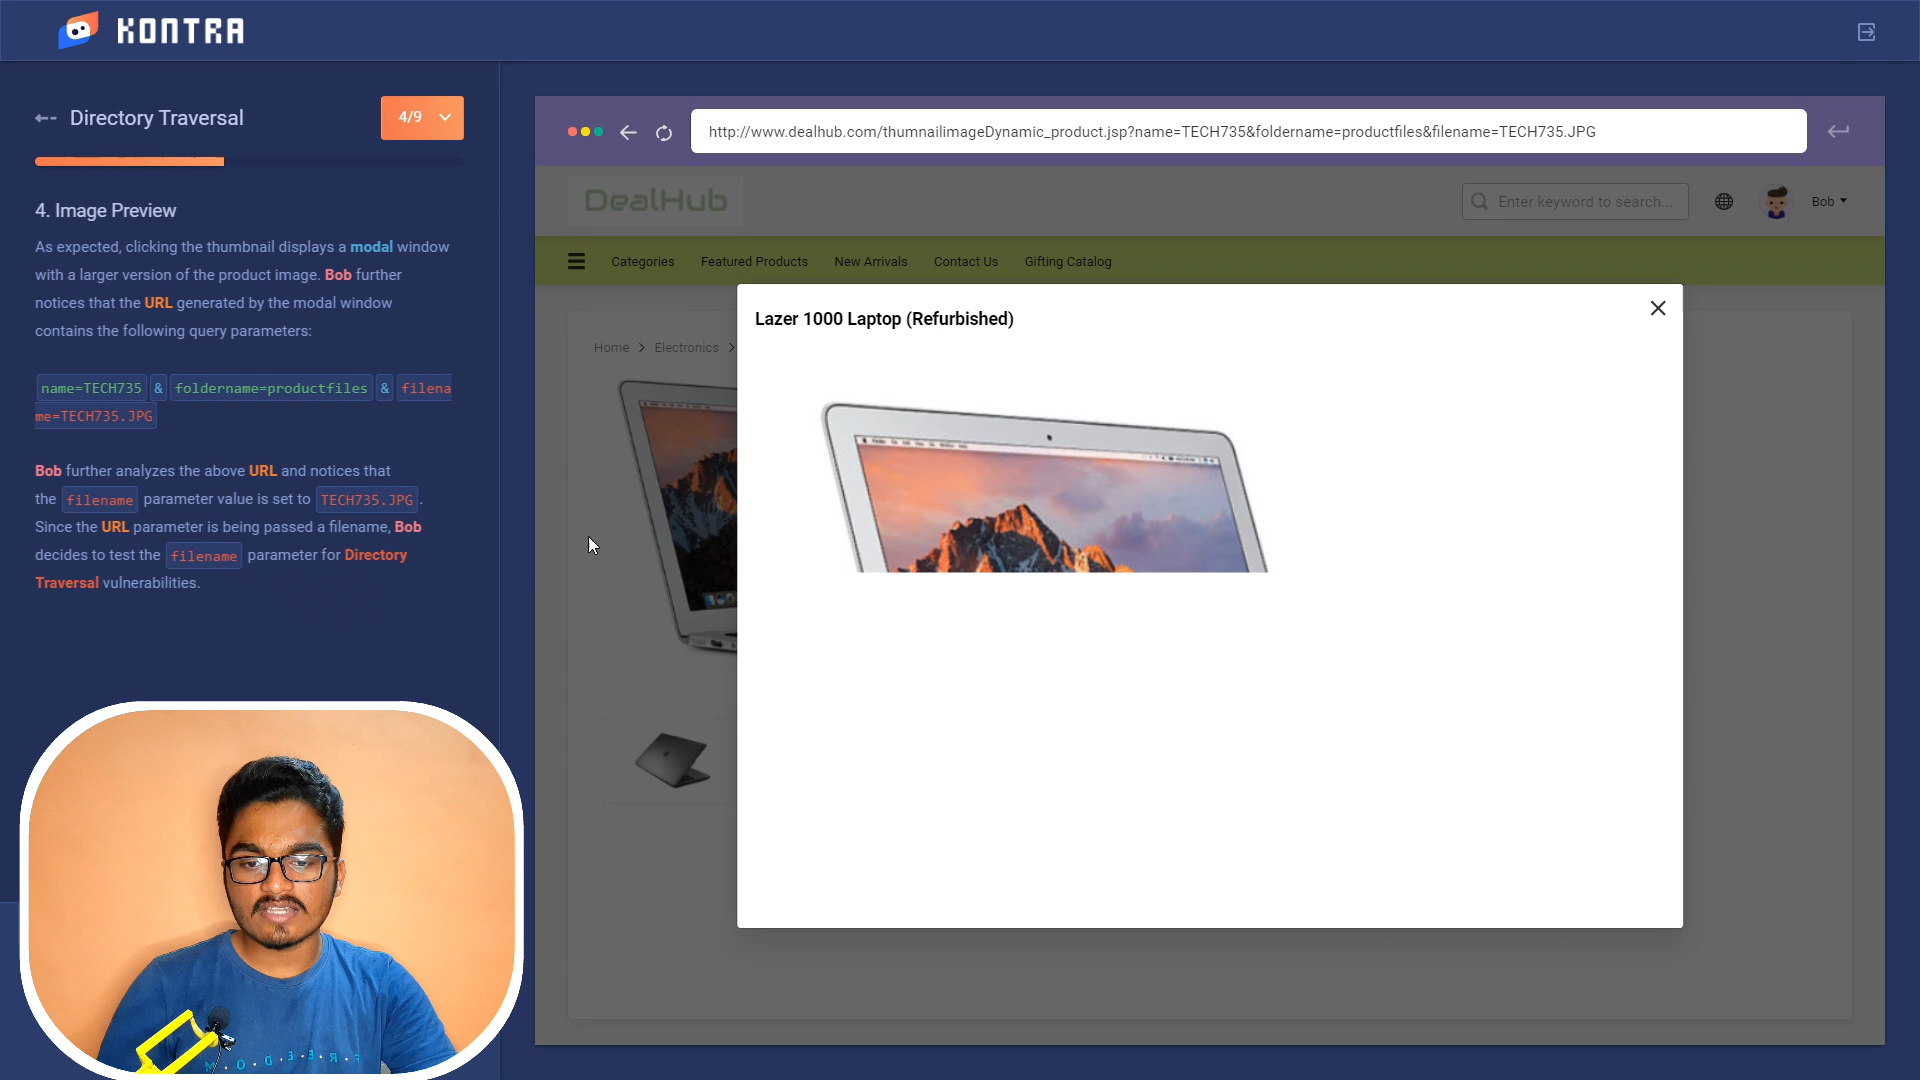 KONTRA
Directory Traversal
4/9
4. Image Preview
As expected, clicking the thumbnail displays a modal window
with a larger version of the product image. Bob further
notices that the URL generated by the modal window
contains the following query parameters:
name=TECH735 & foldername=productfiles & filena
me=TECH735.JPG
Bob further analyzes the above URL and notices that
the filename parameter value is set to TECH735.JPG.
Since the URL parameter is being passed a filename, Bob
decides to test the filename parameter for Directory
Traversal vulnerabilities.
http://www.dealhub.com/thumnailimageDynamic_product.jsp?name=TECH735&foldername=productfiles&filename=TECH735.JPG
DealHub
Enter keyword to search...
Bob
Categories
Featured Products
New Arrivals
Contact Us
Gifting Catalog
Home
Electronics
Lazer 1000 Laptop (Refurbished)